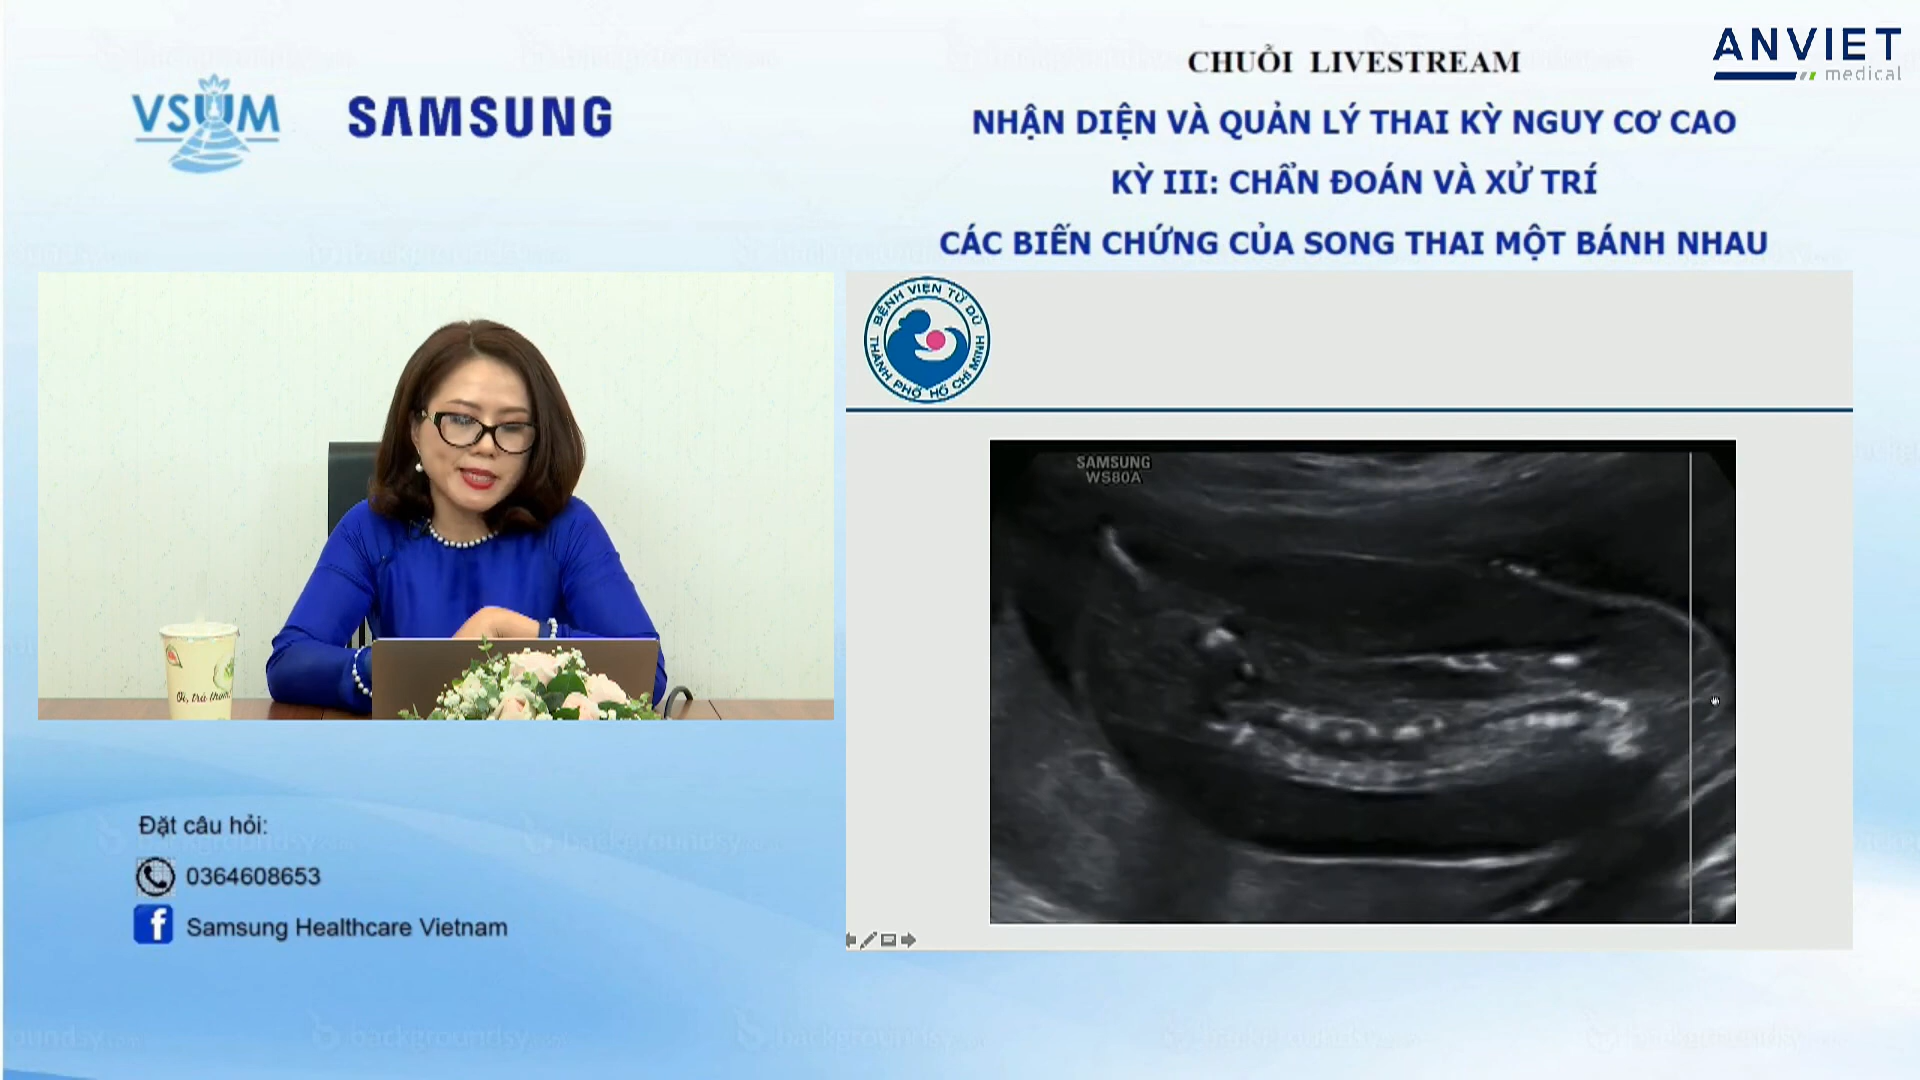 ANVIET
medical
VSUM
SAMSUNG
CHUỖI LIVESTREAM
NHẬN DIỆN VÀ QUẢN LÝ THAI KỲ NGUY CƠ CAO
KỲ III: CHẨN ĐOÁN VÀ XỬ TRÍ
CÁC BIẾN CHỨNG CỦA SONG THAI MỘT BÁNH NHAU
BỆNH VIỆN TỪ DŨ
THÀNH PHỐ HỒ CHÍ MINH
SAMSUNG
WS80A
Đặt câu hỏi:
0364608653
Samsung Healthcare Vietnam